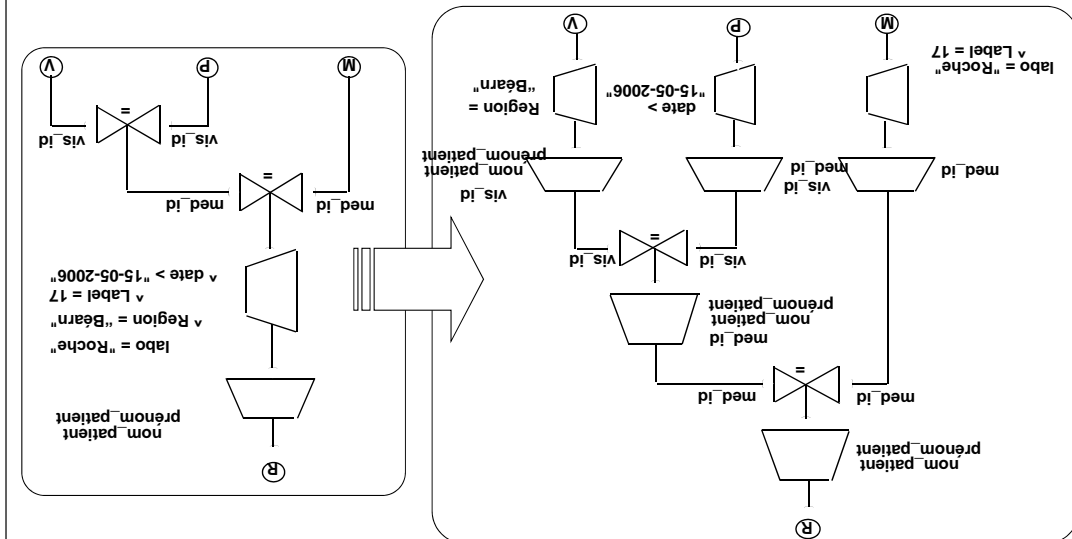 R
nom_patient
prénom_patient
med_id
=
med_id
med_id
nom_patient
prénom_patient
vis_id
=
vis_id
med_id
vis_id
med_id
vis_id
nom_patient
prénom_patient
labo = "Roche"
^ Label = 17
date >
"15-05-2006"
Region =
“Béarn"
M
P
V
R
nom_patient
prénom_patient
labo = "Roche"
^ Region = “Béarn"
^ Label = 17
^ date > "15-05-2006"
med_id
=
med_id
vis_id
=
vis_id
M
P
V